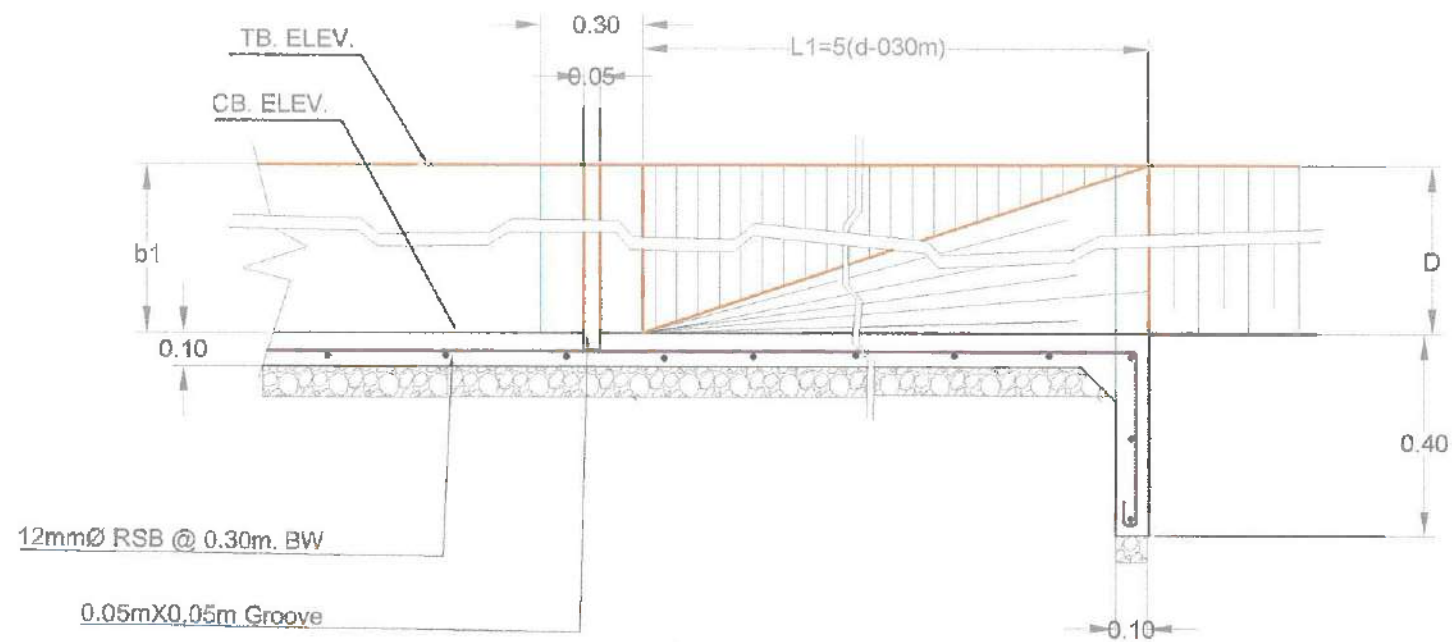 0.30
TB. ELEV.
L1=5(d-030m)
0.05
CB. ELEV.
b1
D
0.10
0.40
12mmØ RSB @ 0.30m. BW
0.05mX0,05m Groove
0.10